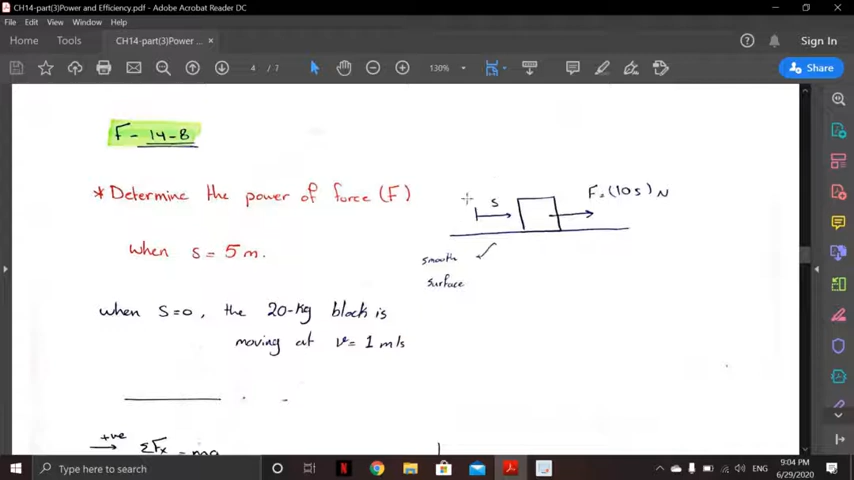 CH14-part(3)Power and Efficiency.pdf - Adobe Acrobat Reader DC
File Edit View Window Help
Home Tools CH14-part(3)Power ... × Sign In
4 / 7 130% Share
F - 14-8
*Determine the power of force (F)
when s = 5 m.
s F=(10s) N
smooth
surface
when s=0, the 20-kg block is
moving at v= 1 m/s
+ve ΣFx = ma
Type here to search
ENG 9:04 PM
6/29/2020